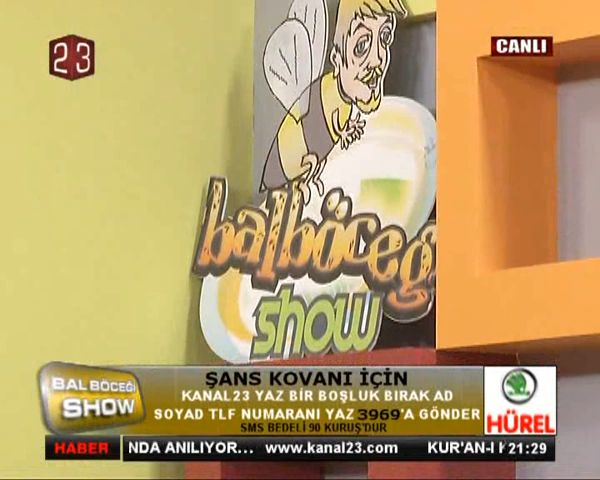 23
CANLI
balböceği
show
BAL BÖCEĞİ
SHOW
ŞANS KOVANI İÇİN
KANAL23 YAZ BİR BOŞLUK BIRAK AD
SOYAD TLF NUMARANI YAZ 3969'A GÖNDER
SMS BEDELİ 90 KURUŞ'DUR
HÜREL
HABER NDA ANILIYOR... www.kanal23.com KUR'AN-I 21:29